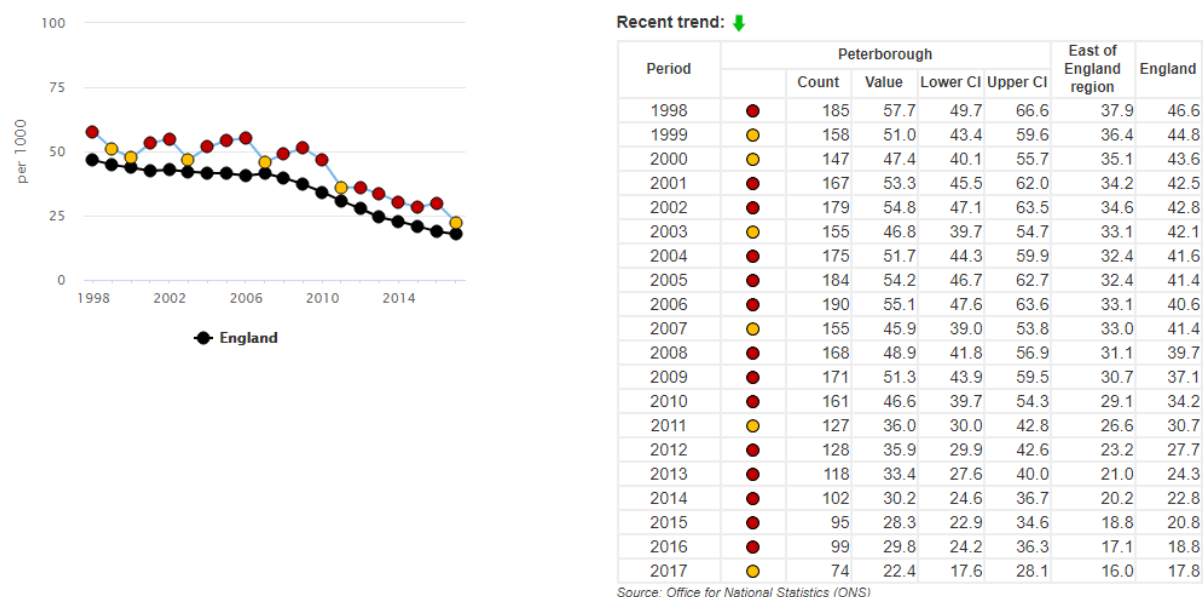 100
75
50
25
0
per 1000
1998 2002 2006 2010 2014
England
Recent trend:
Period Peterborough East of England region England
Count Value Lower CI Upper CI
1998 185 57.7 49.7 66.6 37.9 46.6
1999 158 51.0 43.4 59.6 36.4 44.8
2000 147 47.4 40.1 55.7 35.1 43.6
2001 167 53.3 45.5 62.0 34.2 42.5
2002 179 54.8 47.1 63.5 34.6 42.8
2003 155 46.8 39.7 54.7 33.1 42.1
2004 175 51.7 44.3 59.9 32.4 41.6
2005 184 54.2 46.7 62.7 32.4 41.4
2006 190 55.1 47.6 63.6 33.1 40.6
2007 155 45.9 39.0 53.8 33.0 41.4
2008 168 48.9 41.8 56.9 31.1 39.7
2009 171 51.3 43.9 59.5 30.7 37.1
2010 161 46.6 39.7 54.3 29.1 34.2
2011 127 36.0 30.0 42.8 26.6 30.7
2012 128 35.9 29.9 42.6 23.2 27.7
2013 118 33.4 27.6 40.0 21.0 24.3
2014 102 30.2 24.6 36.7 20.2 22.8
2015 95 28.3 22.9 34.6 18.8 20.8
2016 99 29.8 24.2 36.3 17.1 18.8
2017 74 22.4 17.6 28.1 16.0 17.8
Source: Office for National Statistics (ONS)